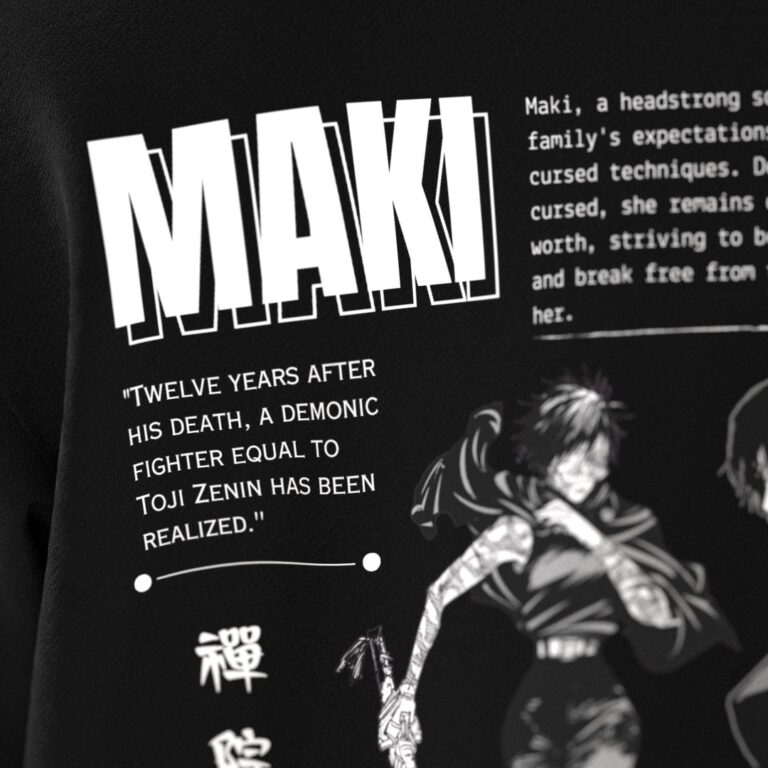 MAKI
Maki, a headstrong
family's expectations
cursed techniques.
cursed, she remains
worth, striving to
and break free from
her.
"Twelve years after
his death, a demonic
fighter equal to
Toji Zenin has been
realized."
禪
院